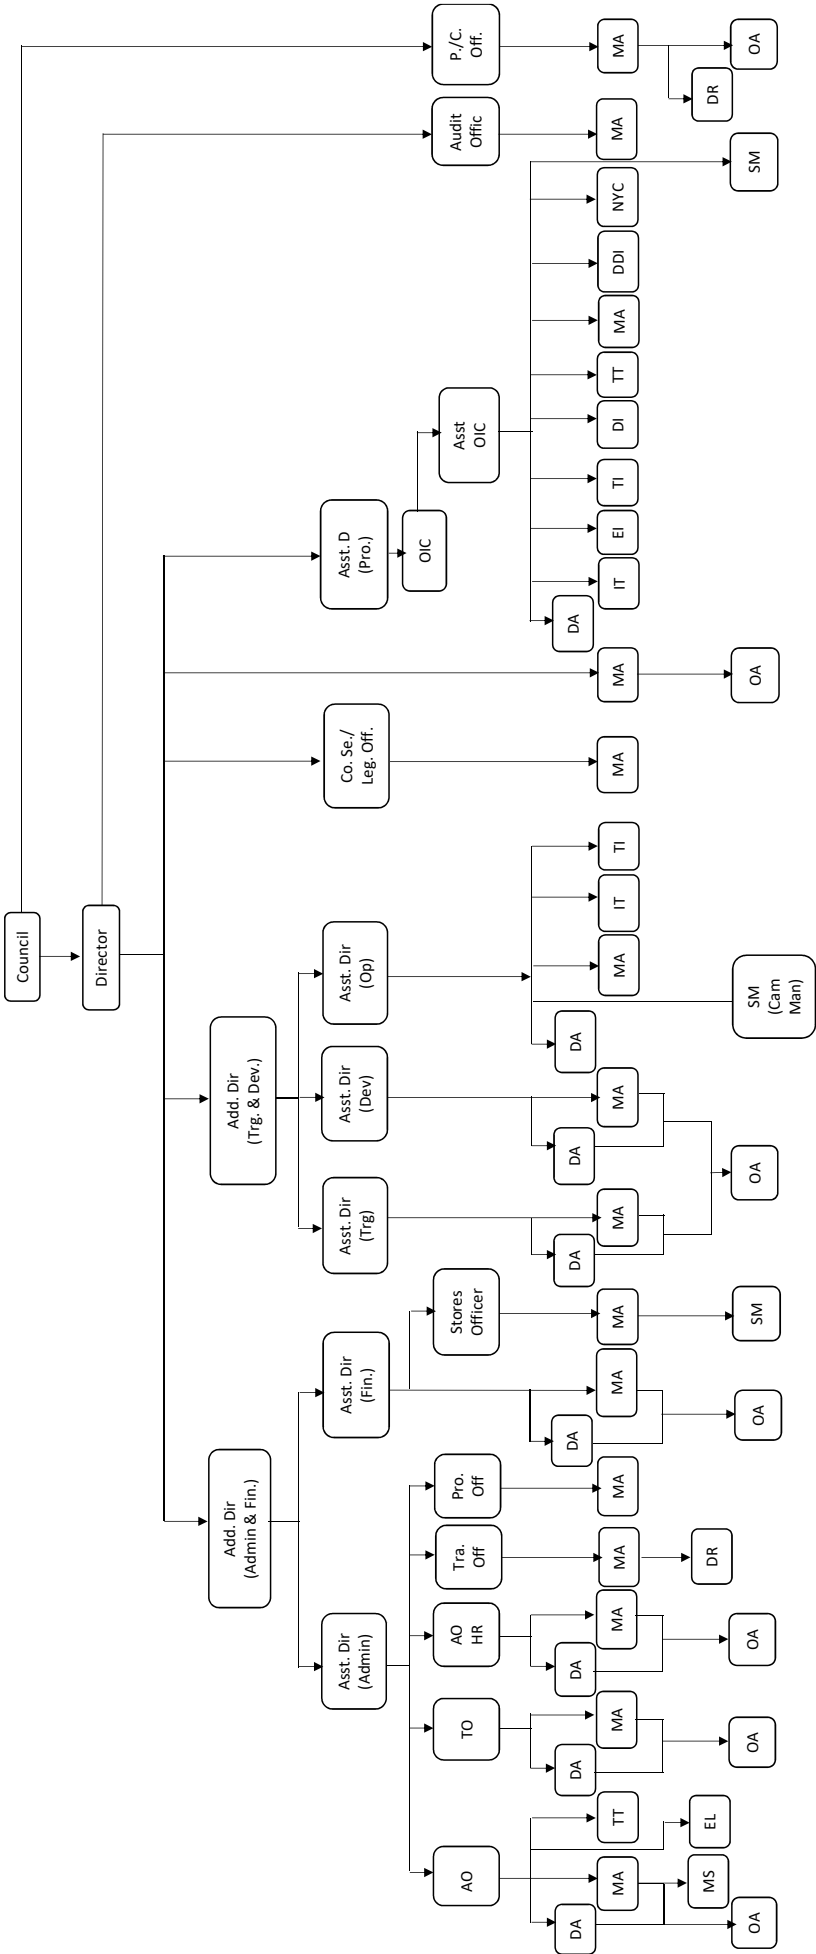 Council
Director
Add. Dir
(Admin & Fin.)
Add. Dir
(Trg. & Dev.)
Asst. Dir
(Admin)
Asst. Dir
(Fin.)
Asst. Dir
(Trg)
Asst. Dir
(Dev)
Asst. Dir
(Op)
Co. Se./
Leg. Off.
Asst. D
(Pro.)
OIC
AO
TO
AO
HR
Tra.
Off
Pro.
Off
Stores
Officer
Asst
OIC
Audit
Offic
P./C.
Off.
DA
DA
DA
DA
DA
DA
DA
DA
MA
TT
MA
MA
MA
MA
MA
MA
MA
MA
MA
IT
TI
MA
MA
IT
EI
TI
DI
TT
MA
DDI
NYC
MA
MA
MS
EL
DR
DR
OA
OA
OA
OA
SM
OA
SM
(Cam
Man)
OA
SM
OA